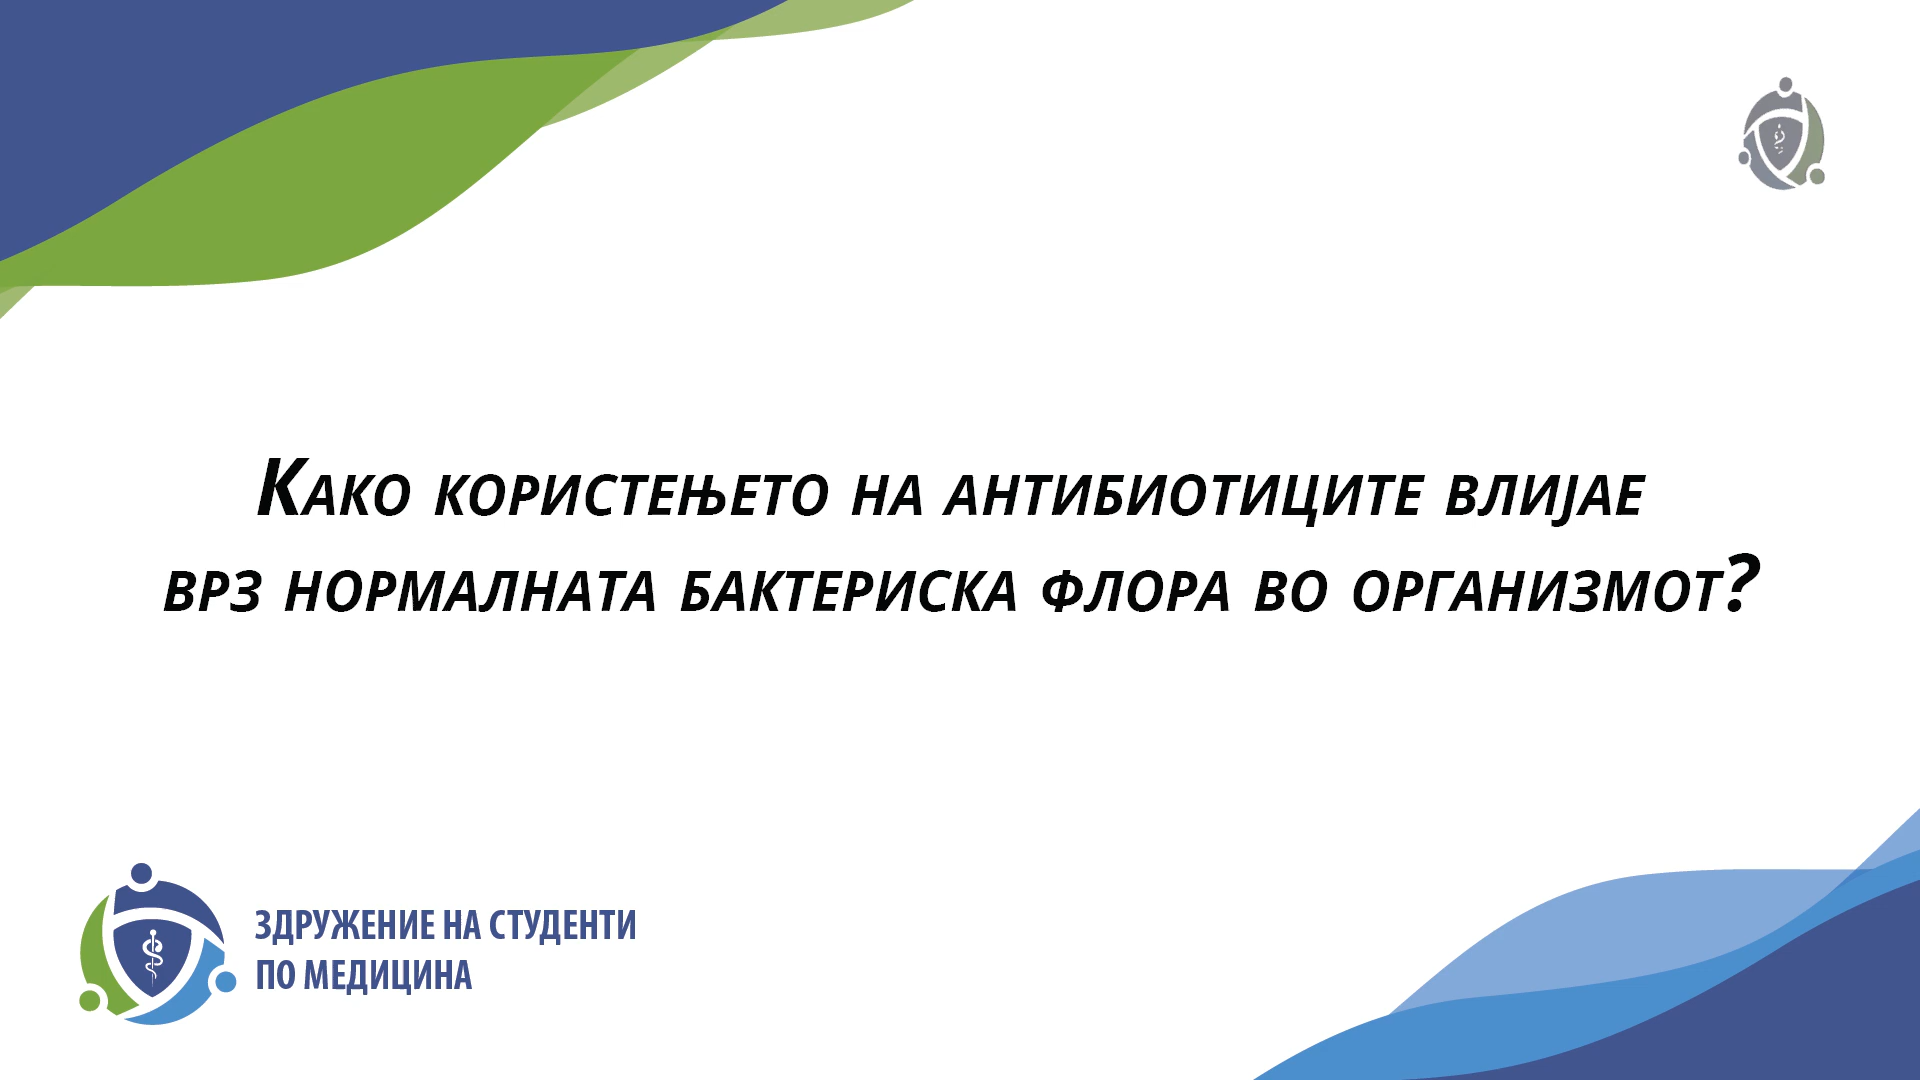 Како користењето на антибиотиците влијае
врз нормалната бактериска флора во организмот?
ЗДРУЖЕНИЕ НА СТУДЕНТИ
ПО МЕДИЦИНА